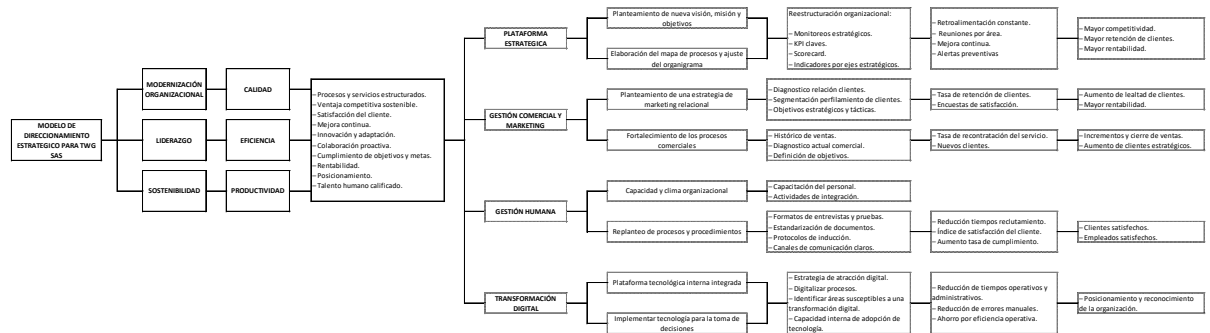 MODELO DE
DIRECCIONAMIENTO
ESTRATEGICO PARA TWG
SAS
MODERNIZACIÓN
ORGANIZACIONAL
LIDERAZGO
SOSTENIBILIDAD
CALIDAD
EFICIENCIA
PRODUCTIVIDAD
– Procesos y servicios estructurados.
– Ventaja competitiva sostenible.
– Satisfacción del cliente.
– Mejora continua.
– Innovación y adaptación.
– Colaboración proactiva.
– Cumplimiento de objetivos y metas.
– Rentabilidad.
– Posicionamiento.
– Talento humano calificado.
PLATAFORMA
ESTRATEGICA
Planteamiento de nueva visión, misión y
objetivos
Elaboración del mapa de procesos y ajuste
del organigrama
Reestructuración organizacional:
– Monitoreos estratégicos.
– KPI claves.
– Scorecard.
– Indicadores por ejes estratégicos.
– Retroalimentación constante.
– Reuniones por área.
– Mejora continua.
– Alertas preventivas
– Mayor competitividad.
– Mayor retención de clientes.
– Mayor rentabilidad.
GESTIÓN COMERCIAL Y
MARKETING
Planteamiento de una estrategia de
marketing relacional
– Diagnostico relación clientes.
– Segmentación perfilamiento de clientes.
– Objetivos estratégicos y tácticas.
– Tasa de retención de clientes.
– Encuestas de satisfacción.
– Aumento de lealtad de clientes.
– Mayor rentabilidad.
Fortalecimiento de los procesos
comerciales
– Histórico de ventas.
– Diagnostico actual comercial.
– Definición de objetivos.
– Tasa de recontratación del servicio.
– Nuevos clientes.
– Incrementos y cierre de ventas.
– Aumento de clientes estratégicos.
GESTIÓN HUMANA
Capacidad y clima organizacional
– Capacitación del personal.
– Actividades de integración.
Replanteo de procesos y procedimientos
– Formatos de entrevistas y pruebas.
– Estandarización de documentos.
– Protocolos de inducción.
– Canales de comunicación claros.
– Reducción tiempos reclutamiento.
– Índice de satisfacción del cliente.
– Aumento tasa de cumplimiento.
– Clientes satisfechos.
– Empleados satisfechos.
TRANSFORMACIÓN
DIGITAL
Plataforma tecnológica interna integrada
Implementar tecnología para la toma de
decisiones
– Estrategia de atracción digital.
– Digitalizar procesos.
– Identificar áreas susceptibles a una
transformación digital.
– Capacidad interna de adopción de
tecnología.
– Reducción de tiempos operativos y
administrativos.
– Reducción de errores manuales.
– Ahorro por eficiencia operativa.
– Posicionamiento y reconocimiento
de la organización.